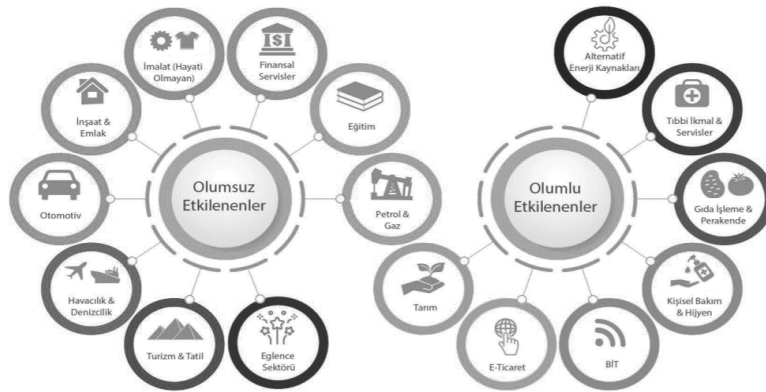 Olumsuz
Etkilenenler
Finansal
Servisler
Eğitim
Petrol &
Gaz
Eglence
Sektörü
Turizm & Tatil
Havacılık &
Denizcilik
Otomotiv
İnşaat &
Emlak
İmalat (Hayati
Olmayan)
Olumlu
Etkilenenler
Alternatif
Enerji Kaynakları
Tıbbi İkmal &
Servisler
Gıda İşleme &
Perakende
Kişisel Bakım
& Hijyen
BİT
E-Ticaret
Tarım